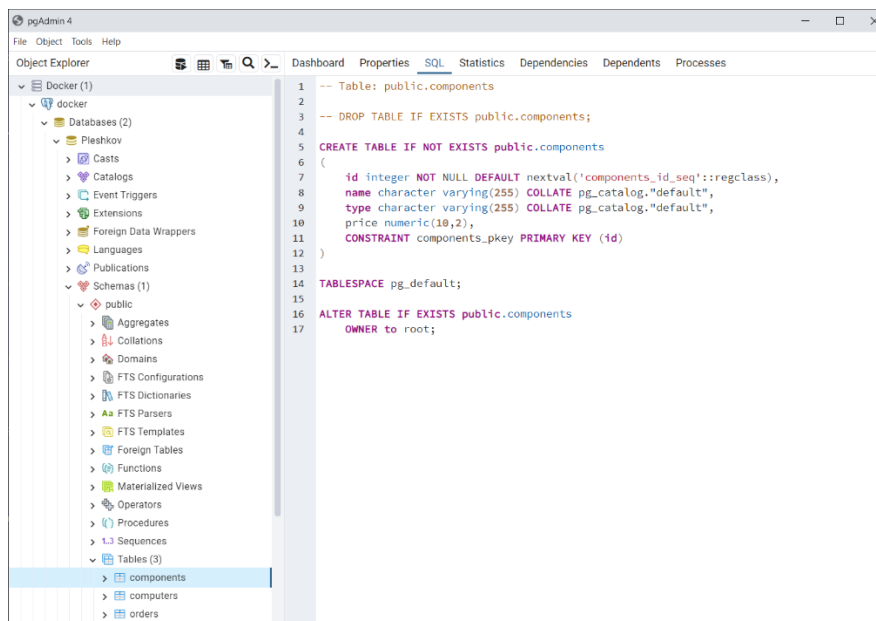 pgAdmin 4
File Object Tools Help
Object Explorer
Docker (1)
docker
Databases (2)
Pleshkov
Casts
Catalogs
Event Triggers
Extensions
Foreign Data Wrappers
Languages
Publications
Schemas (1)
public
Aggregates
Collations
Domains
FTS Configurations
FTS Dictionaries
Aa FTS Parsers
FTS Templates
Foreign Tables
Functions
Materialized Views
Operators
Procedures
1..3 Sequences
Tables (3)
components
computers
orders
Dashboard Properties SQL Statistics Dependencies Dependents Processes
1 -- Table: public.components
2
3 -- DROP TABLE IF EXISTS public.components;
4
5 CREATE TABLE IF NOT EXISTS public.components
6 (
7 id integer NOT NULL DEFAULT nextval('components_id_seq'::regclass),
8 name character varying(255) COLLATE pg_catalog."default",
9 type character varying(255) COLLATE pg_catalog."default",
10 price numeric(10,2),
11 CONSTRAINT components_pkey PRIMARY KEY (id)
12 )
13
14 TABLESPACE pg_default;
15
16 ALTER TABLE IF EXISTS public.components
17 OWNER to root;